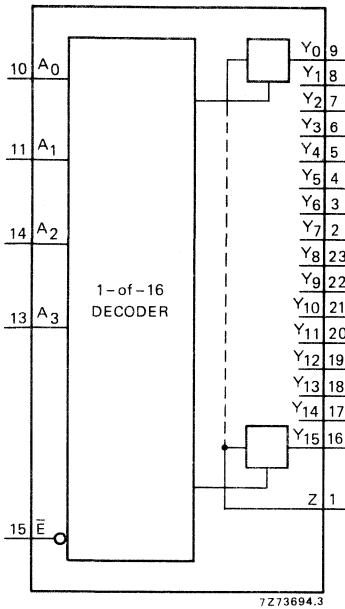 10 A0
11 A1
14 A2
13 A3
15 E̅
1-of-16
DECODER
Y0 9
Y1 8
Y2 7
Y3 6
Y4 5
Y5 4
Y6 3
Y7 2
Y8 23
Y9 22
Y10 21
Y11 20
Y12 19
Y13 18
Y14 17
Y15 16
Z 1
7Z73694.3